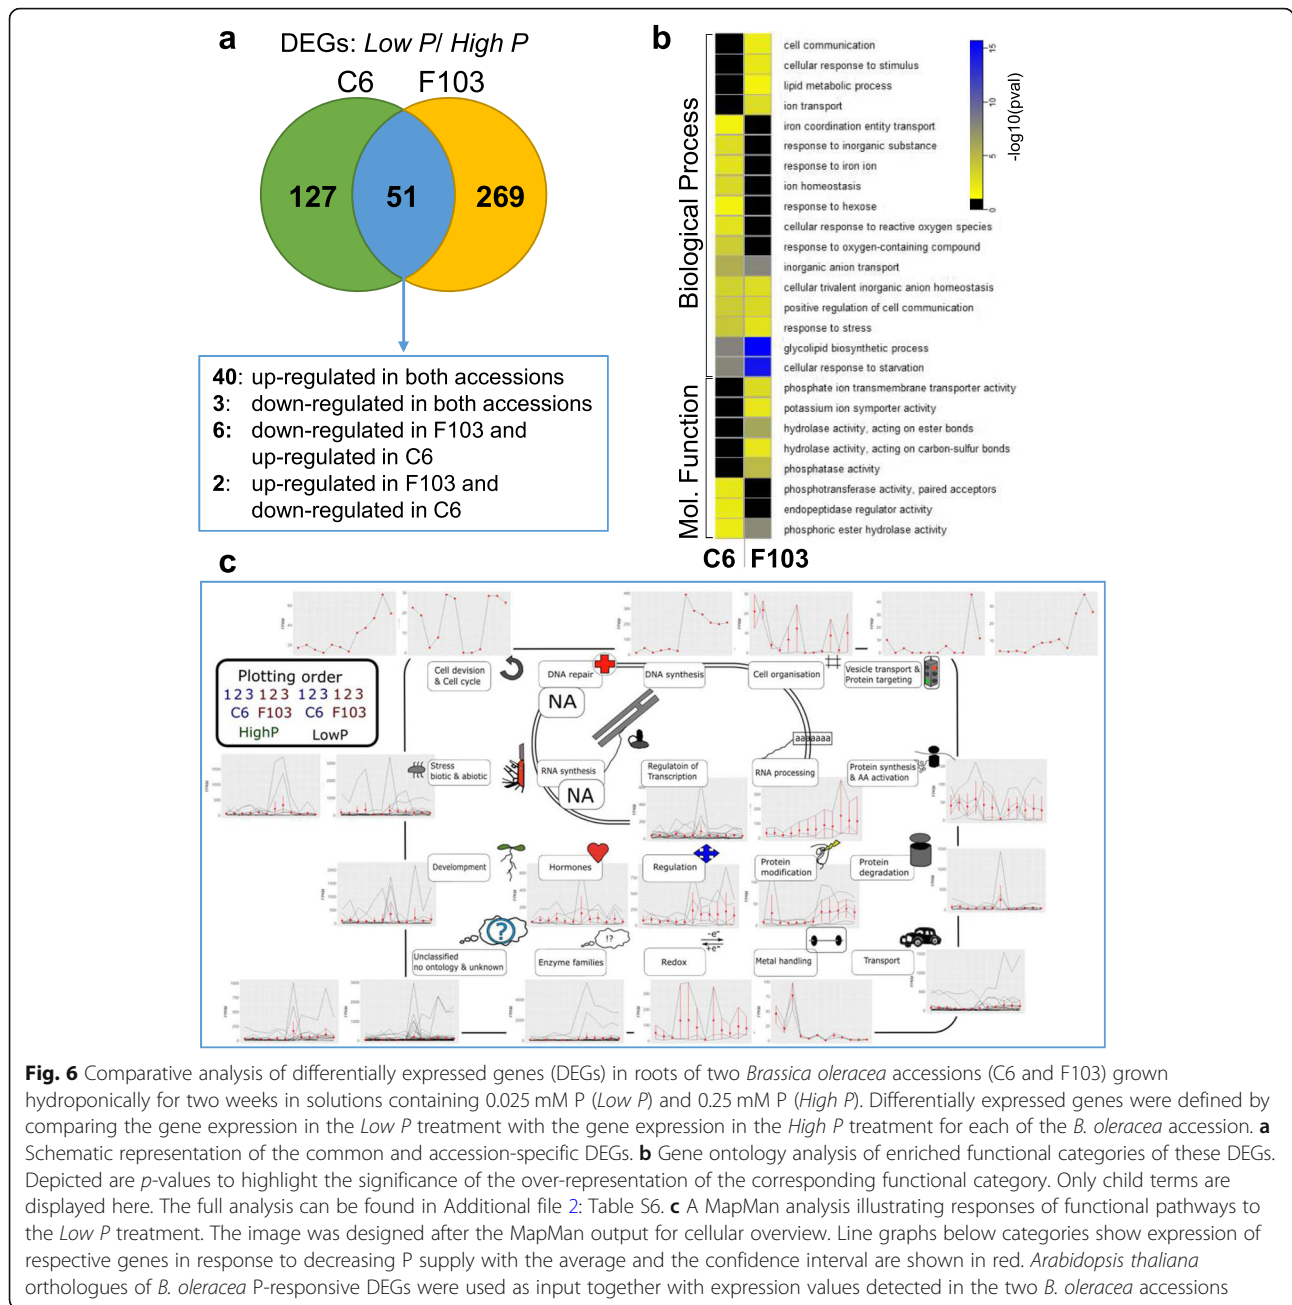 a
DEGs: Low P/ High P
C6 F103
127 51 269
40: up-regulated in both accessions
3: down-regulated in both accessions
6: down-regulated in F103 and
up-regulated in C6
2: up-regulated in F103 and
down-regulated in C6
b
Biological Process
Mol. Function
cell communication
cellular response to stimulus
lipid metabolic process
ion transport
iron coordination entity transport
response to inorganic substance
response to iron ion
ion homeostasis
response to hexose
cellular response to reactive oxygen species
response to oxygen-containing compound
inorganic anion transport
cellular trivalent inorganic anion homeostasis
positive regulation of cell communication
response to stress
glycolipid biosynthetic process
cellular response to starvation
phosphate ion transmembrane transporter activity
potassium ion symporter activity
hydrolase activity, acting on ester bonds
hydrolase activity, acting on carbon-sulfur bonds
phosphatase activity
phosphotransferase activity, paired acceptors
endopeptidase regulator activity
phosphoric ester hydrolase activity
C6 F103
15
10
5
0
-log10(pval)
c
Plotting order
1 2 3 1 2 3 1 2 3 1 2 3
C6 F103 C6 F103
HighP LowP
Cell devision
& Cell cycle
DNA repair
NA
DNA synthesis
Cell organisation
Vesicle transport &
Protein targeting
Stress
biotic & abiotic
RNA synthesis
NA
Regulatoin of
Transcription
aaaaaaa
RNA processing
Protein synthesis
& AA activation
Develompment
Hormones
Regulation
Protein
modification
Protein
degradation
?
Unclassified
no ontology & unknown
!?
Enzyme families
-e-
+e-
Redox
Metal handling
Transport
Fig. 6 Comparative analysis of differentially expressed genes (DEGs) in roots of two Brassica oleracea accessions (C6 and F103) grown
hydroponically for two weeks in solutions containing 0.025 mM P (Low P) and 0.25 mM P (High P). Differentially expressed genes were defined by
comparing the gene expression in the Low P treatment with the gene expression in the High P treatment for each of the B. oleracea accession. a
Schematic representation of the common and accession-specific DEGs. b Gene ontology analysis of enriched functional categories of these DEGs.
Depicted are p-values to highlight the significance of the over-representation of the corresponding functional category. Only child terms are
displayed here. The full analysis can be found in Additional file 2: Table S6. c A MapMan analysis illustrating responses of functional pathways to
the Low P treatment. The image was designed after the MapMan output for cellular overview. Line graphs below categories show expression of
respective genes in response to decreasing P supply with the average and the confidence interval are shown in red. Arabidopsis thaliana
orthologues of B. oleracea P-responsive DEGs were used as input together with expression values detected in the two B. oleracea accessions